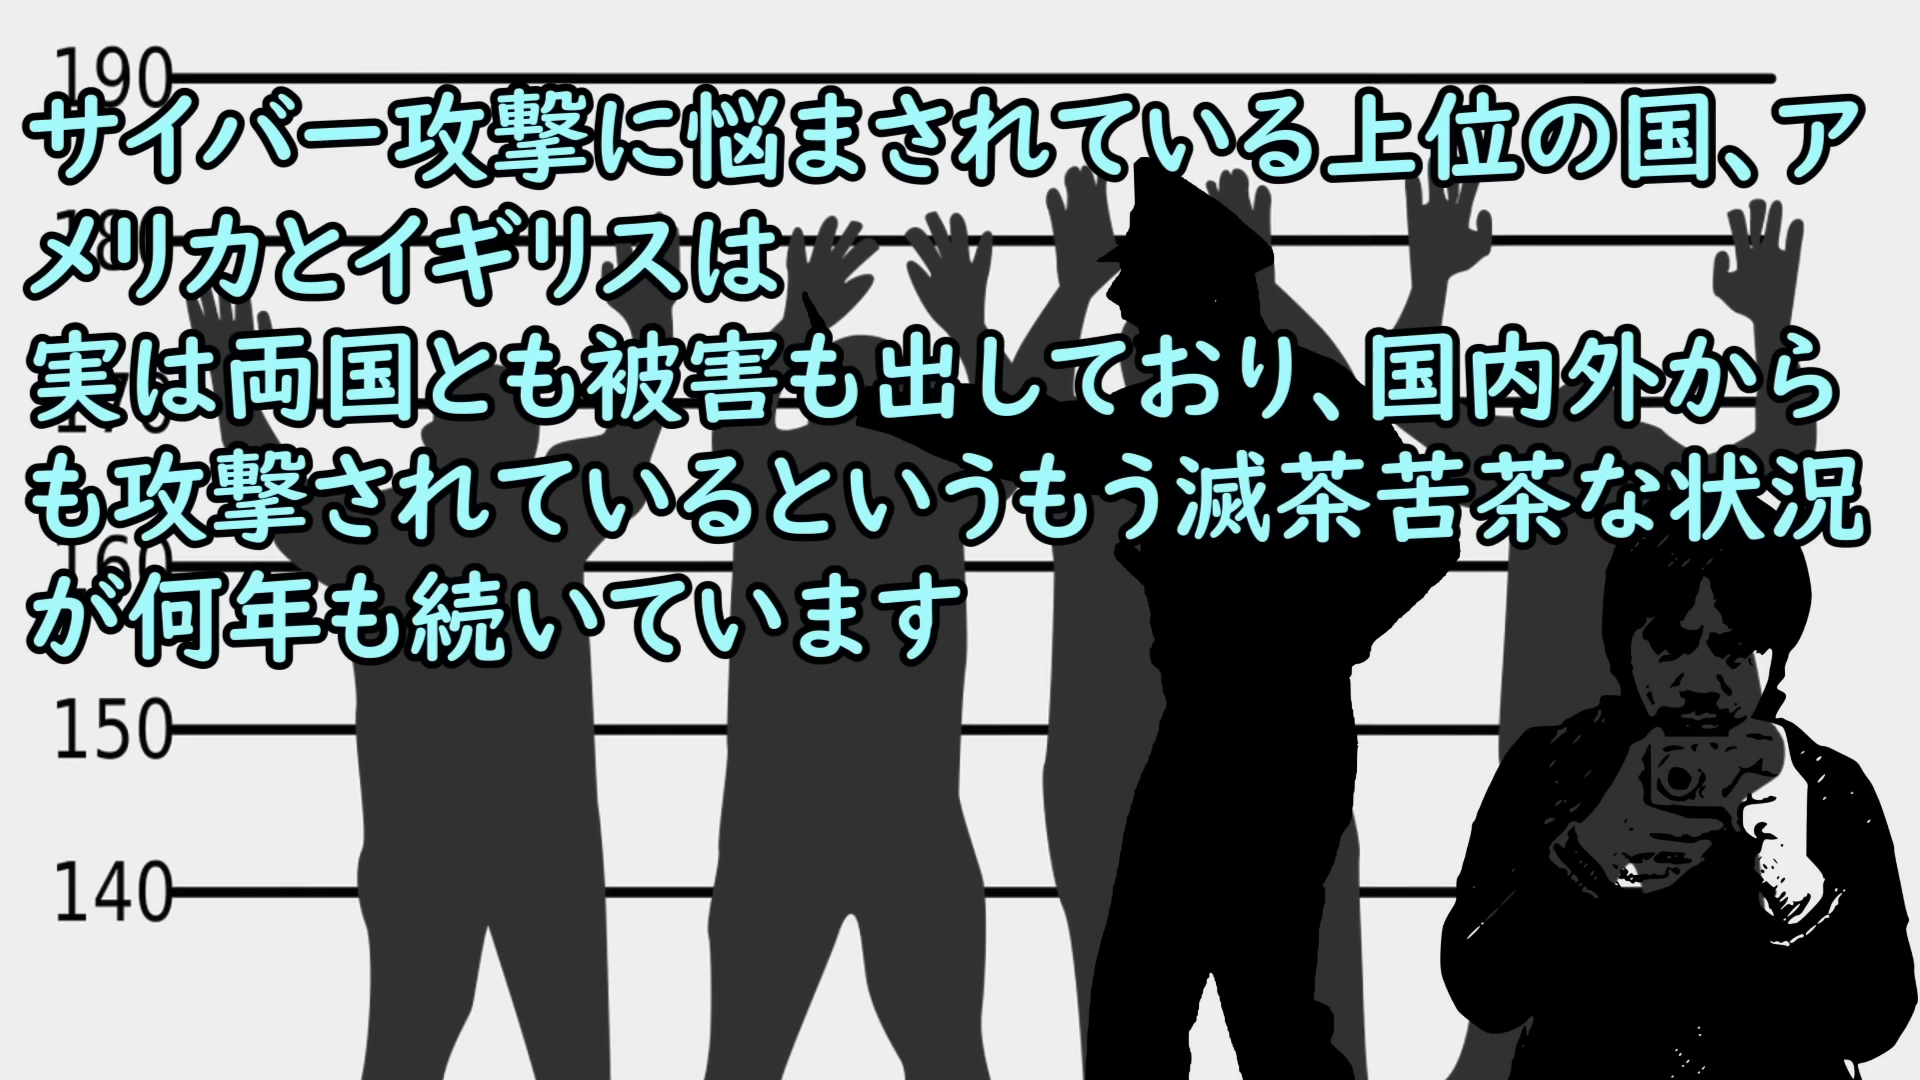 190
サイバー攻撃に悩まされている上位の国、ア
180
メリカとイギリスは
実は両国とも被害も出しており、国内外から
170
も攻撃されているというもう滅茶苦茶な状況
160
が何年も続いています
150
140